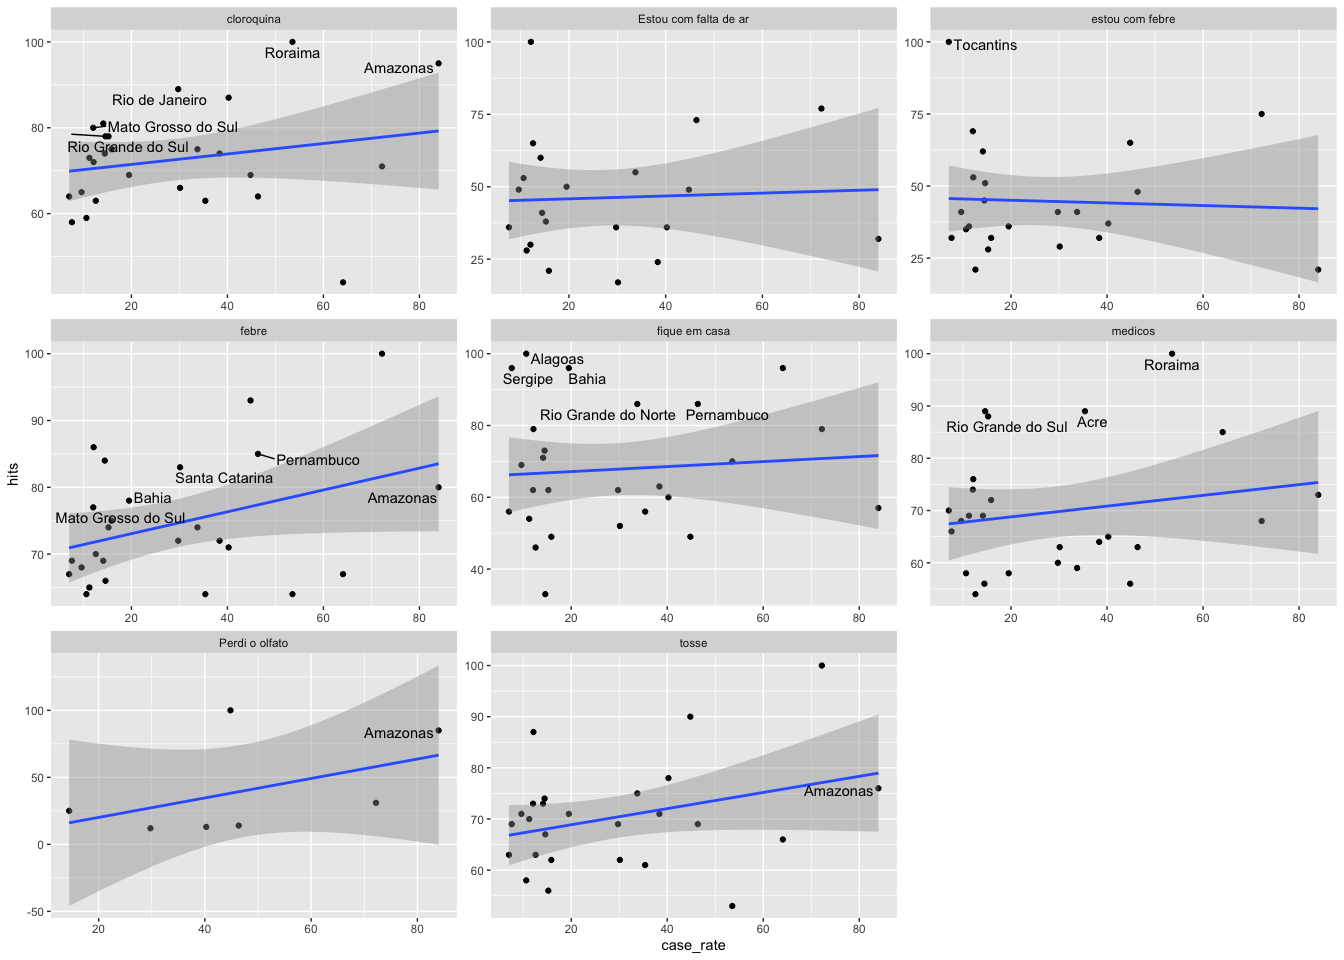 cloroquina
Estou com falta de ar
estou com febre
100
80
60
Roraima
Amazonas
Rio de Janeiro
Mato Grosso do Sul
Rio Grande do Sul
20
40
60
80
100
75
50
25
20
40
60
80
100
75
50
25
Tocantins
20
40
60
80
febre
fique em casa
medicos
100
90
80
70
Pernambuco
Santa Catarina
Bahia
Amazonas
Mato Grosso do Sul
20
40
60
80
100
80
60
40
Alagoas
Sergipe
Bahia
Rio Grande do Norte
Pernambuco
20
40
60
80
100
90
80
70
60
Roraima
Rio Grande do Sul
Acre
20
40
60
80
Perdi o olfato
tosse
100
50
0
-50
Amazonas
20
40
60
80
100
90
80
70
60
Amazonas
20
40
60
80
hits
case_rate